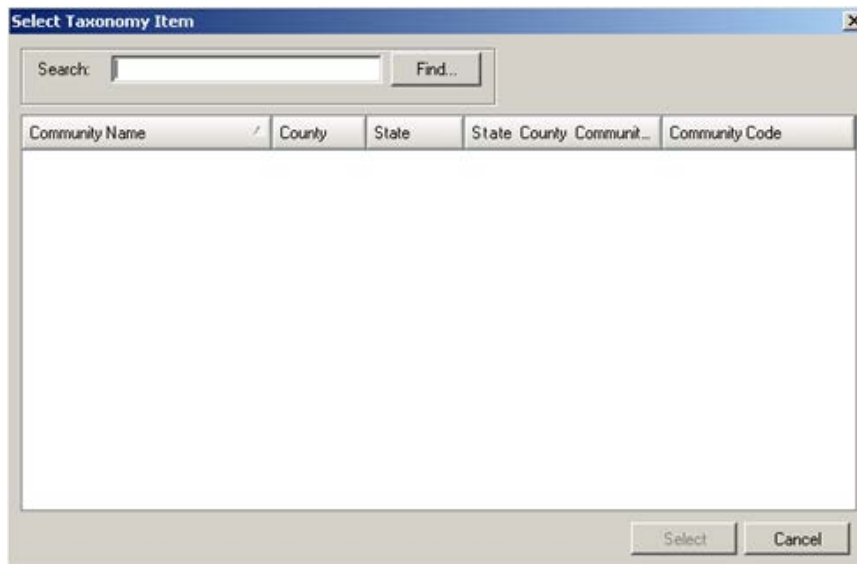 Select Taxonomy Item
Search: Find...
Community Name County State State County Communit... Community Code
Select Cancel